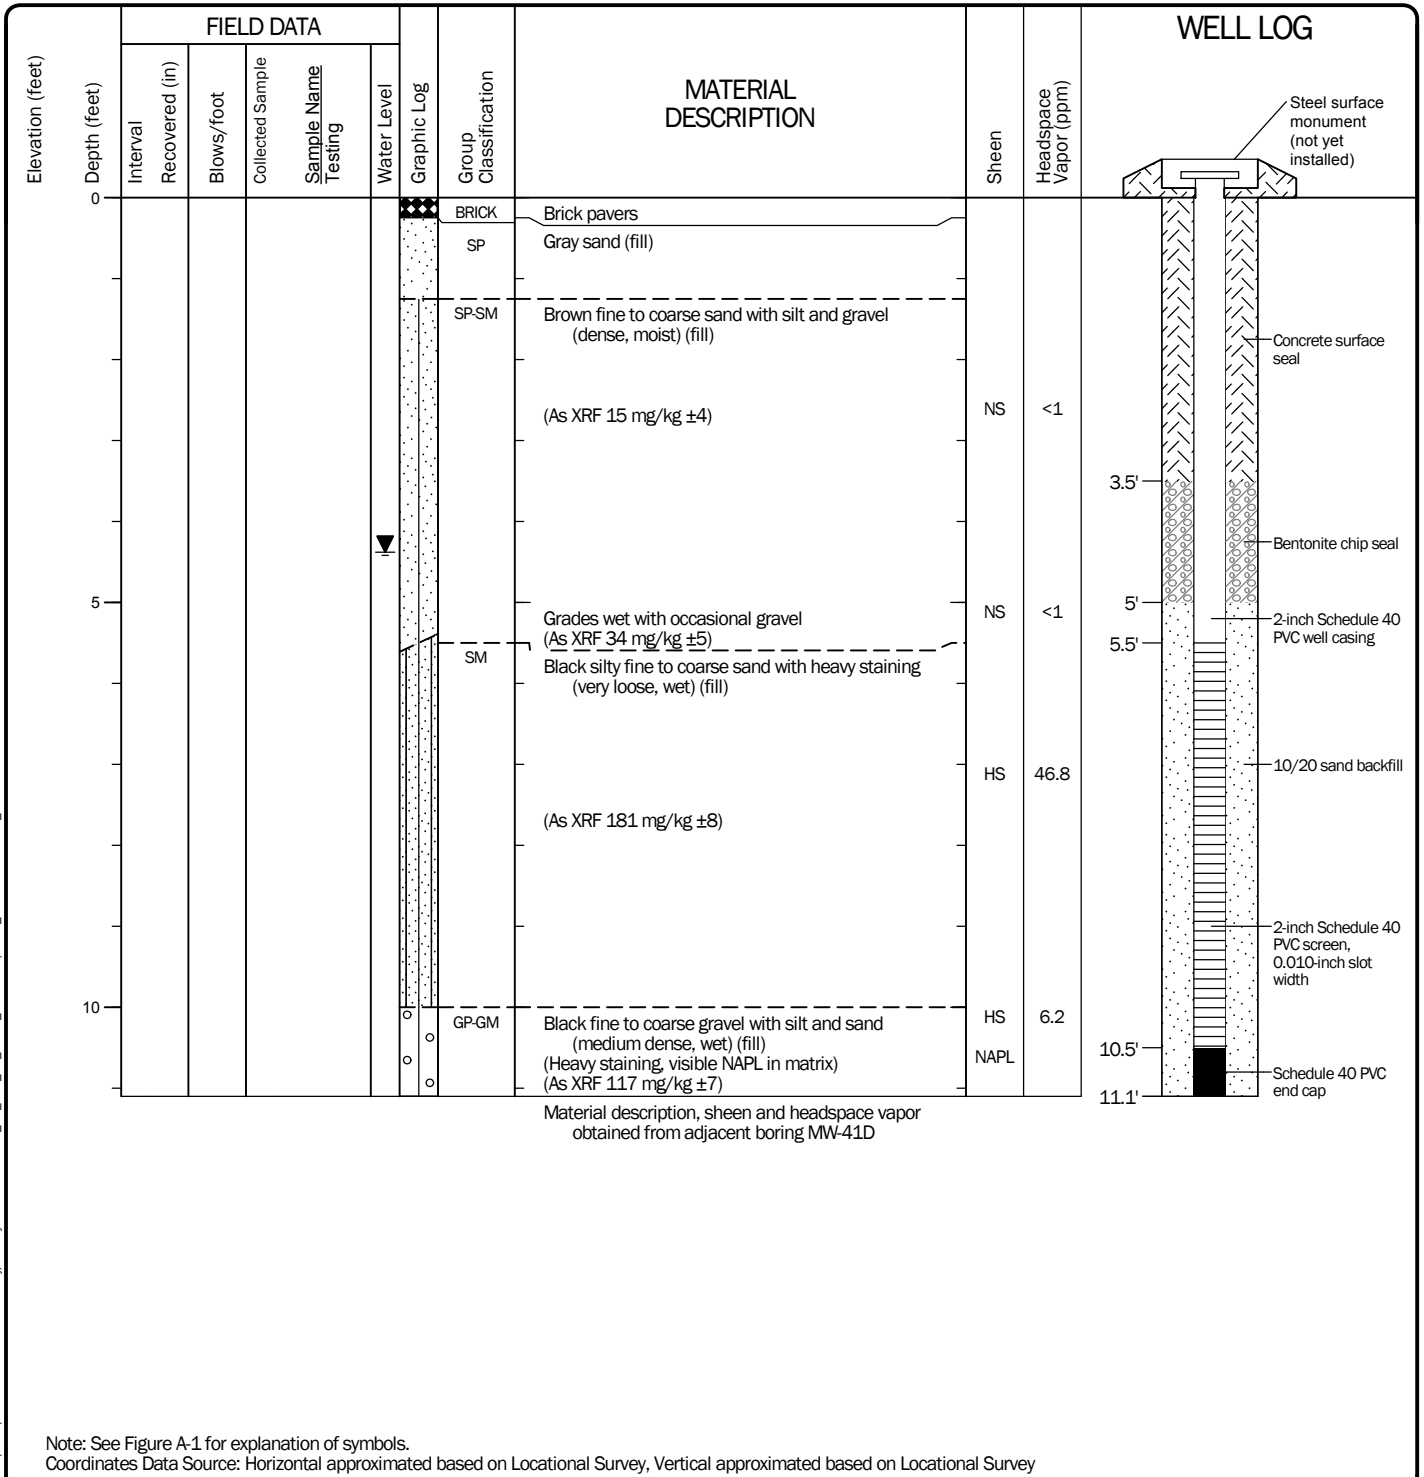 FIELD DATA
WELL LOG
Elevation (feet)
Depth (feet)
Interval
Recovered (in)
Blows/foot
Collected Sample
Sample Name
Testing
Water Level
Graphic Log
Group
Classification
MATERIAL
DESCRIPTION
Sheen
Headspace
Vapor (ppm)
Steel surface
monument
(not yet
installed)
0
BRICK
Brick pavers
SP
Gray sand (fill)
SP-SM
Brown fine to coarse sand with silt and gravel
(dense, moist) (fill)
Concrete surface
seal
(As XRF 15 mg/kg ±4)
NS
<1
3.5'
Bentonite chip seal
5
Grades wet with occasional gravel
(As XRF 34 mg/kg ±5)
NS
<1
5'
2-inch Schedule 40
PVC well casing
5.5'
SM
Black silty fine to coarse sand with heavy staining
(very loose, wet) (fill)
HS
46.8
10/20 sand backfill
(As XRF 181 mg/kg ±8)
2-inch Schedule 40
PVC screen,
0.010-inch slot
width
10
GP-GM
Black fine to coarse gravel with silt and sand
(medium dense, wet) (fill)
(Heavy staining, visible NAPL in matrix)
(As XRF 117 mg/kg ±7)
HS
6.2
NAPL
10.5'
Schedule 40 PVC
end cap
11.1'
Material description, sheen and headspace vapor
obtained from adjacent boring MW-41D
Note: See Figure A-1 for explanation of symbols.
Coordinates Data Source: Horizontal approximated based on Locational Survey, Vertical approximated based on Locational Survey